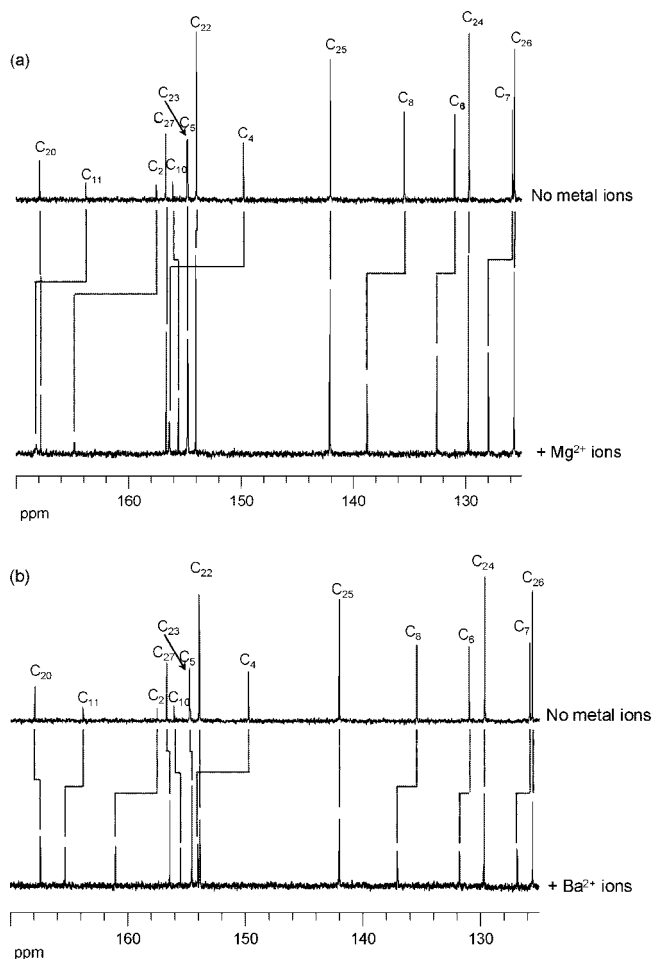 (a)
C₂₀
C₁₁
C₂
C₂₇
C₂₃
C₁₀
C₅
C₂₂
C₄
C₂₅
C₈
C₆
C₂₄
C₇
C₂₆
No metal ions
+ Mg²⁺ ions
160 150 140 130
ppm
(b)
C₂₀
C₁₁
C₂
C₂₇
C₂₃
C₁₀
C₅
C₂₂
C₄
C₂₅
C₈
C₆
C₂₄
C₇
C₂₆
No metal ions
+ Ba²⁺ ions
160 150 140 130
ppm